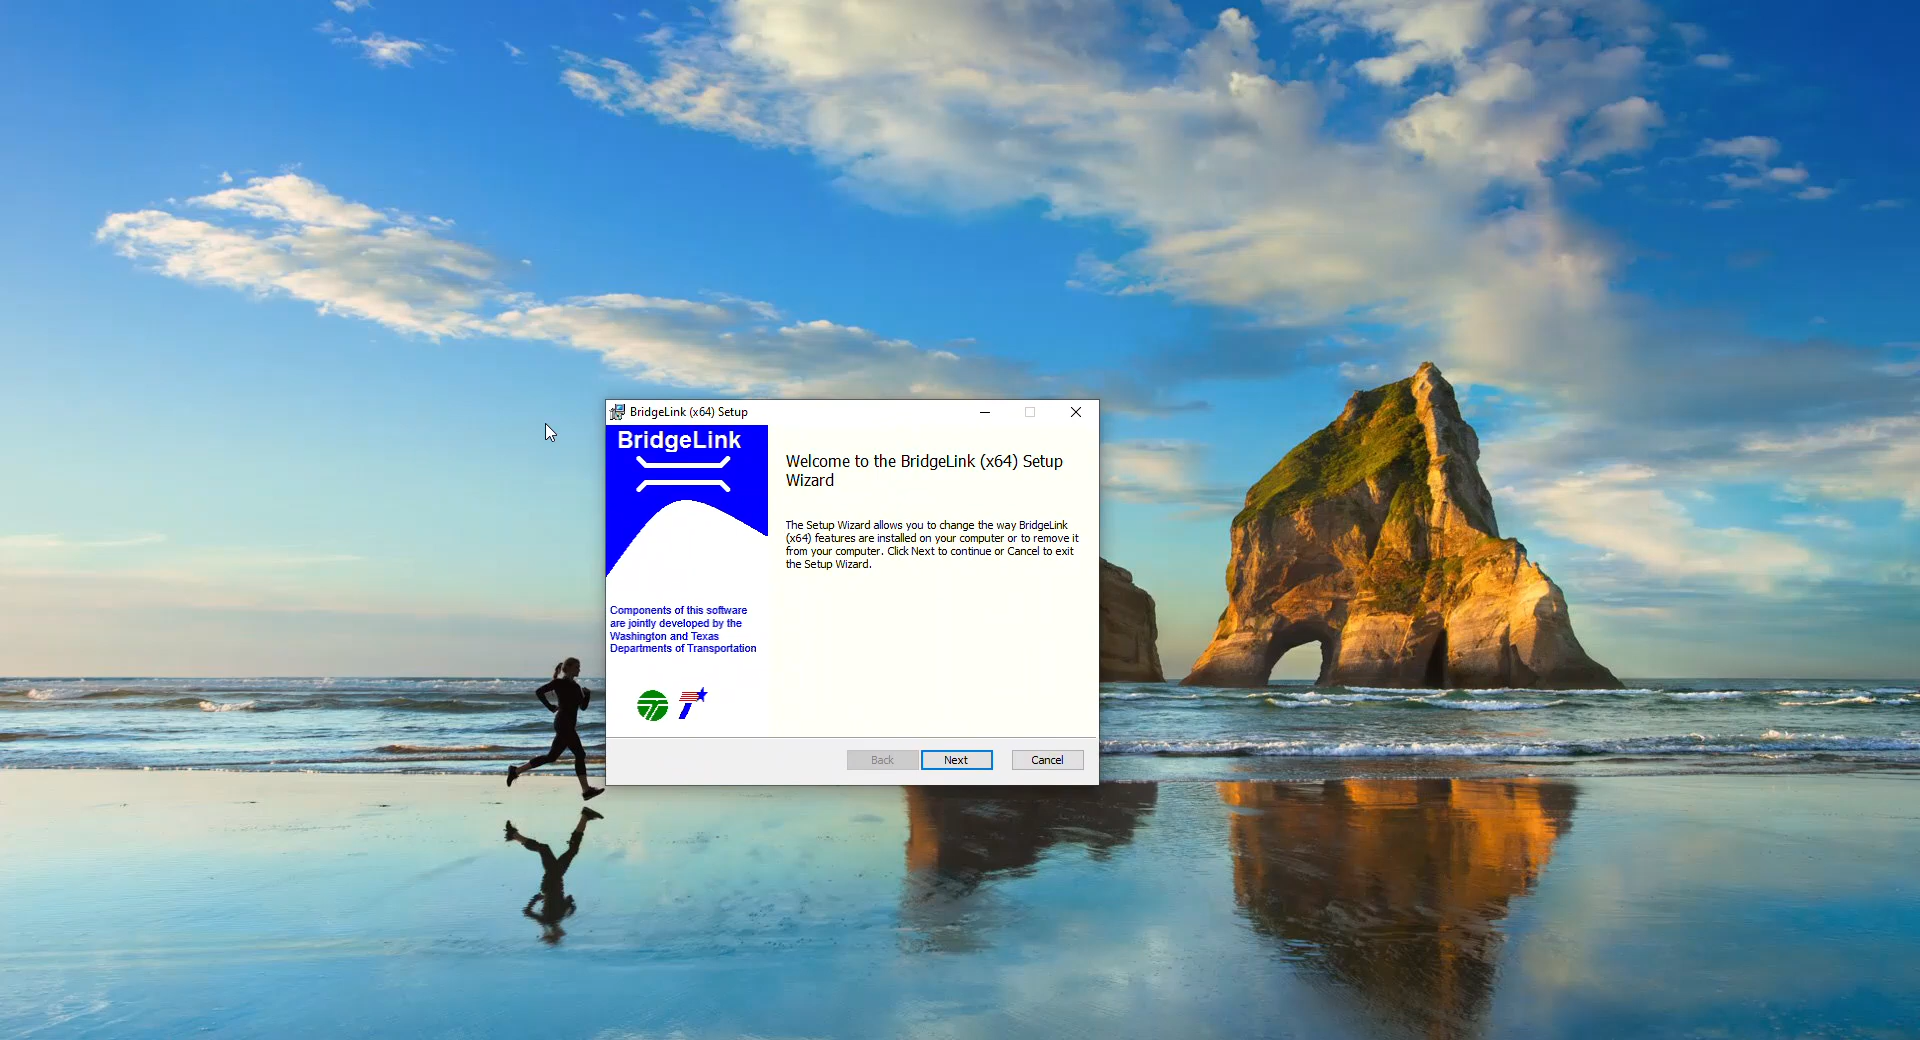 BridgeLink (x64) Setup
BridgeLink
Welcome to the BridgeLink (x64) Setup
Wizard
The Setup Wizard allows you to change the way BridgeLink
(x64) features are installed on your computer or to remove it
from your computer. Click Next to continue or Cancel to exit
the Setup Wizard.
Components of this software
are jointly developed by the
Washington and Texas
Departments of Transportation
Back
Next
Cancel